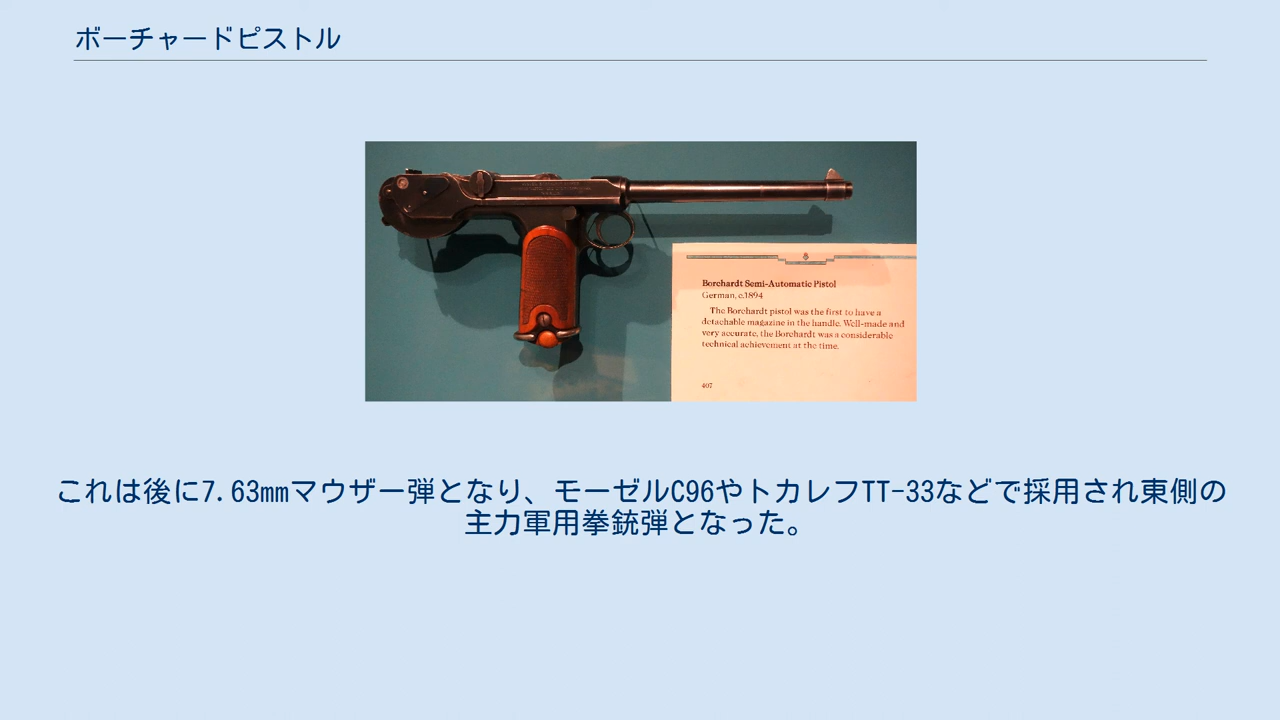 ボーチャードピストル
Borchardt Semi-Automatic Pistol
German, c.1894
The Borchardt pistol was the first to have a
detachable magazine in the handle. Well-made and
very accurate, the Borchardt was a considerable
technical achievement at the time.
407
これは後に7.63mmマウザー弾となり、モーゼルC96やトカレフTT-33などで採用され東側の
主力軍用拳銃弾となった。